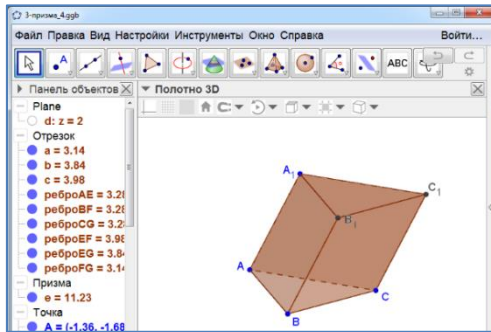 3-призма_4.ggb
Файл Правка Вид Настройки Инструменты Окно Справка Войти...
ABC
Панель объектов
Полотно 3D
Plane
d: z = 2
Отрезок
a = 3.14
b = 3.84
c = 3.98
реброAE = 3.28
реброBF = 3.28
реброCG = 3.28
реброEF = 3.98
реброEG = 3.84
реброFG = 3.14
Призма
e = 11.23
Точка
A = (-1.36, -1.68
A₁
C₁
B₁
A
C
B